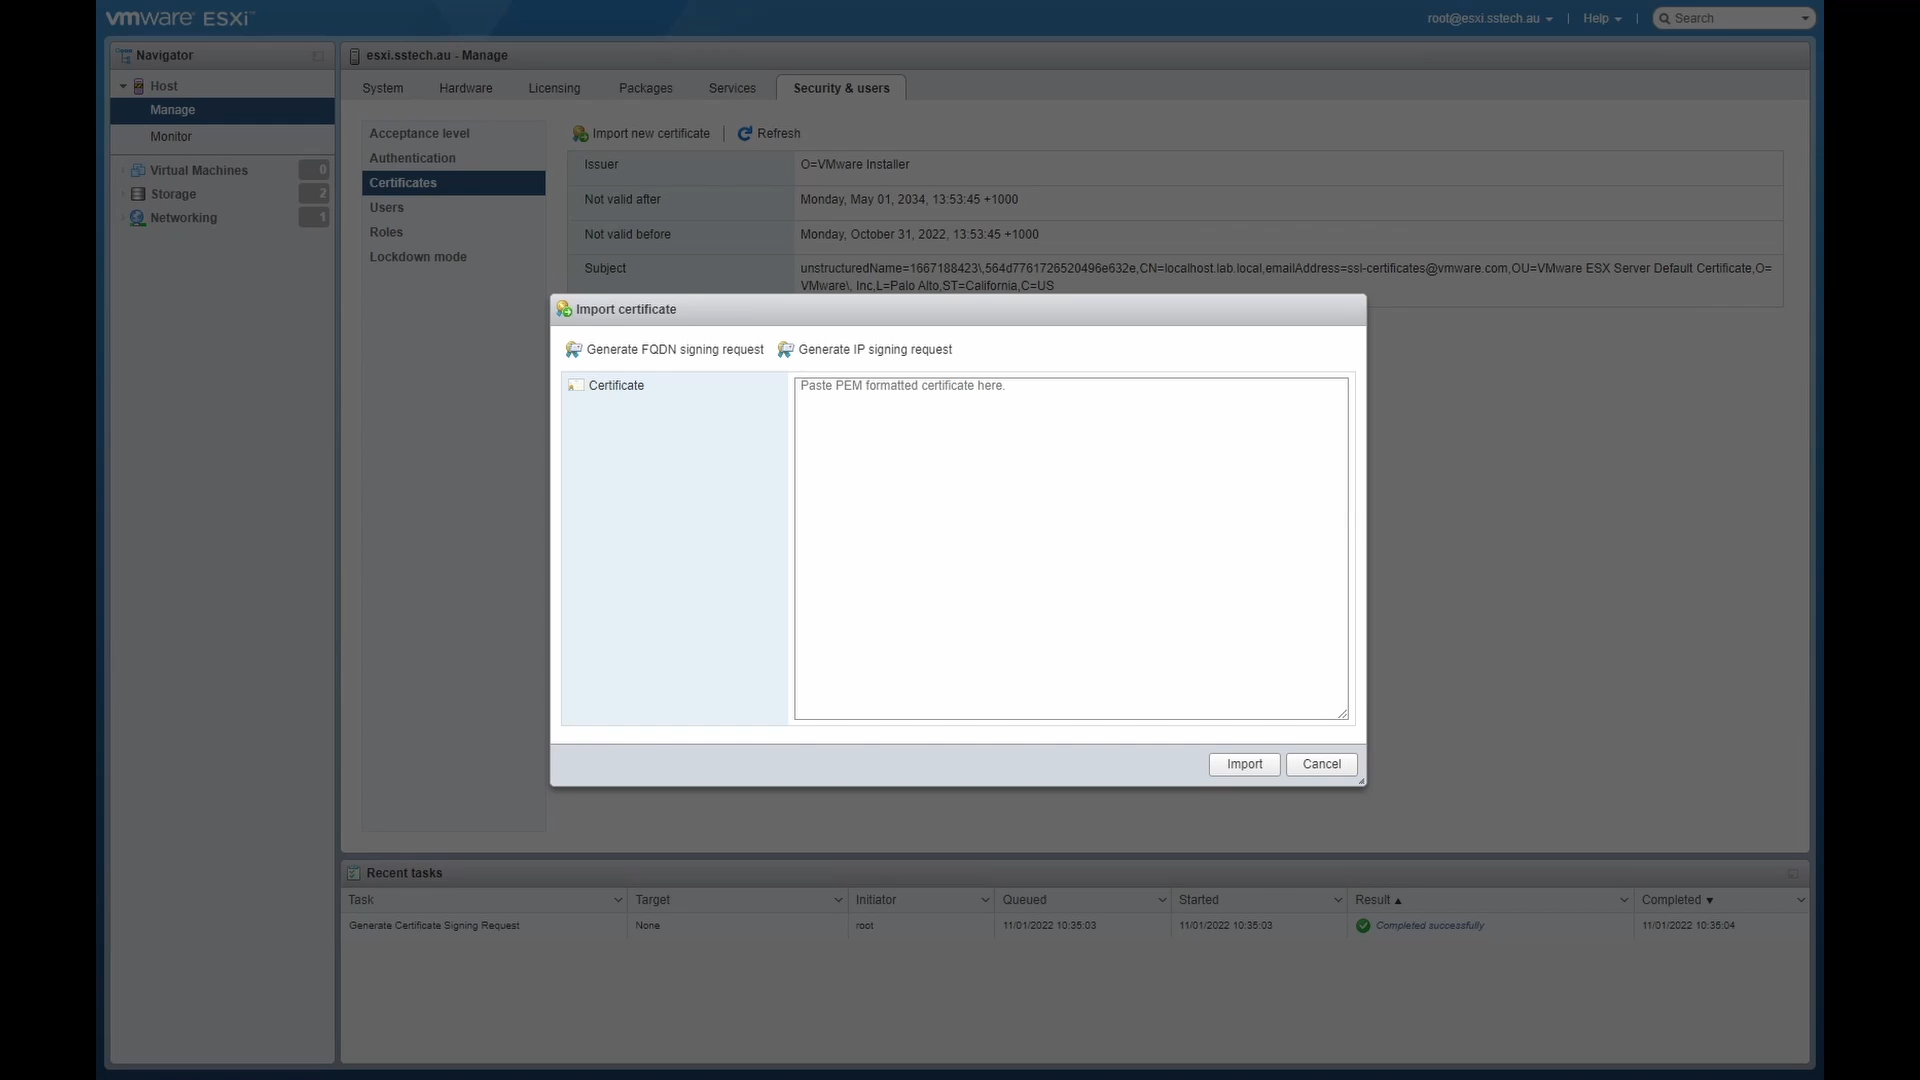 vmware ESXi™
root@esxi.sstech.au
Help
Search
Navigator
Host
Manage
Monitor
Virtual Machines 0
Storage 2
Networking 1
esxi.sstech.au - Manage
System
Hardware
Licensing
Packages
Services
Security & users
Acceptance level
Authentication
Certificates
Users
Roles
Lockdown mode
Import new certificate
Refresh
Issuer O=VMware Installer
Not valid after Monday, May 01, 2034, 13:53:45 +1000
Not valid before Monday, October 31, 2022, 13:53:45 +1000
Subject unstructuredName=1667188423\,564d7761726520496e632e,CN=localhost.lab.local,emailAddress=ssl-certificates@vmware.com,OU=VMware ESX Server Default Certificate,O=
VMware\, Inc,L=Palo Alto,ST=California,C=US
Import certificate
Generate FQDN signing request
Generate IP signing request
Certificate
Paste PEM formatted certificate here.
Import
Cancel
Recent tasks
Task Target Initiator Queued Started Result ▲ Completed ▼
Generate Certificate Signing Request None root 11/01/2022 10:35:03 11/01/2022 10:35:03 Completed successfully 11/01/2022 10:35:04